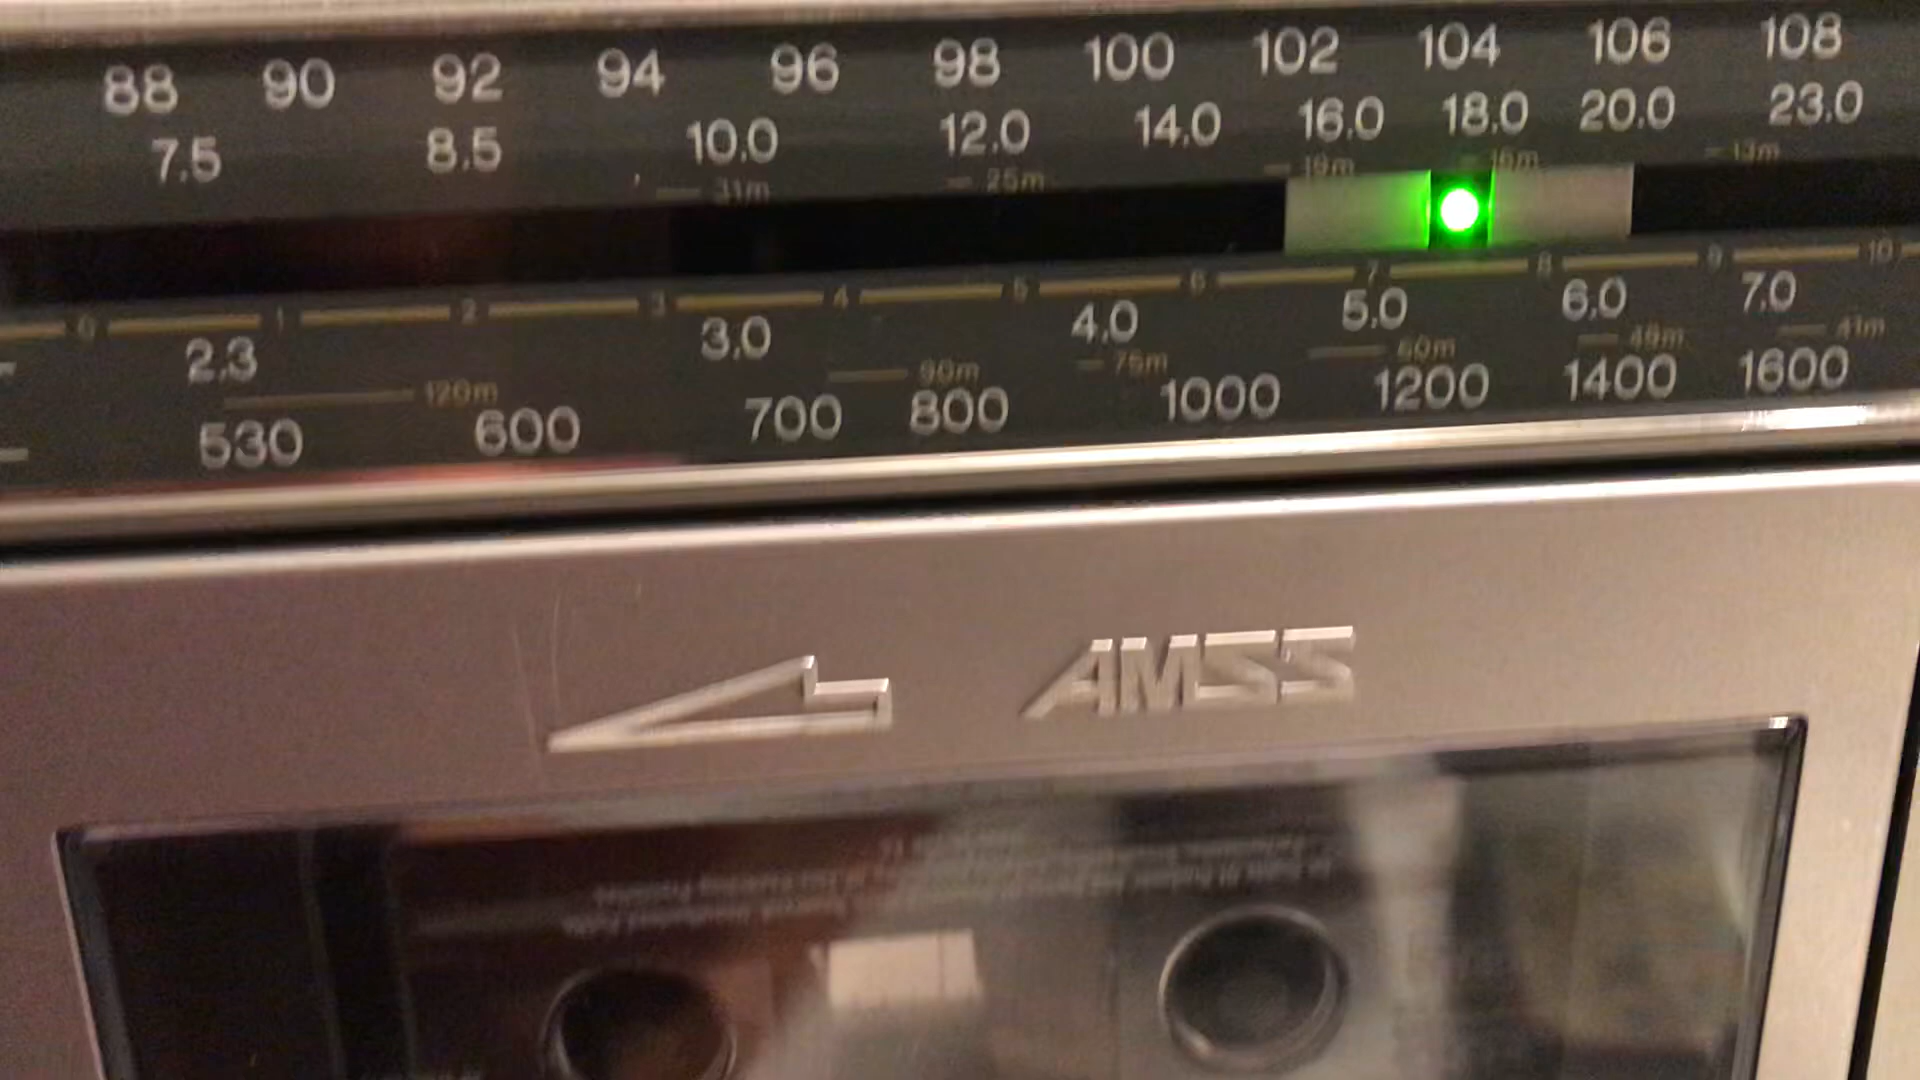 88 90 92 94 96 98 100 102 104 106 108
7.5 8.5 10.0 12.0 14.0 16.0 18.0 20.0 23.0
31m 25m 19m 16m 13m
0 1 2 3 4 5 6 7 8 9 10
2.3 3.0 4.0 5.0 6.0 7.0
120m 90m 75m 60m 49m 41m
530 600 700 800 1000 1200 1400 1600
AMSS